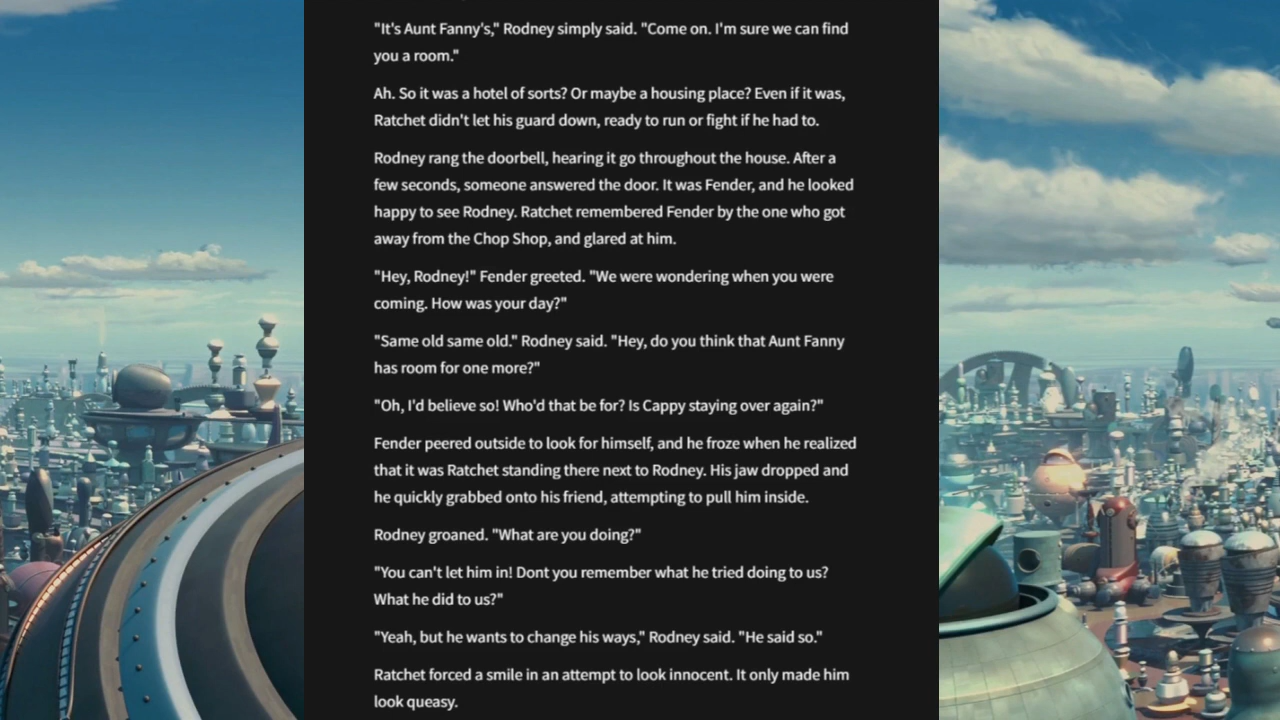 "It's Aunt Fanny's," Rodney simply said. "Come on. I'm sure we can find
you a room."
Ah. So it was a hotel of sorts? Or maybe a housing place? Even if it was,
Ratchet didn't let his guard down, ready to run or fight if he had to.
Rodney rang the doorbell, hearing it go throughout the house. After a
few seconds, someone answered the door. It was Fender, and he looked
happy to see Rodney. Ratchet remembered Fender by the one who got
away from the Chop Shop, and glared at him.
"Hey, Rodney!" Fender greeted. "We were wondering when you were
coming. How was your day?"
"Same old same old." Rodney said. "Hey, do you think that Aunt Fanny
has room for one more?"
"Oh, I'd believe so! Who'd that be for? Is Cappy staying over again?"
Fender peered outside to look for himself, and he froze when he realized
that it was Ratchet standing there next to Rodney. His jaw dropped and
he quickly grabbed onto his friend, attempting to pull him inside.
Rodney groaned. "What are you doing?"
"You can't let him in! Dont you remember what he tried doing to us?
What he did to us?"
"Yeah, but he wants to change his ways," Rodney said. "He said so."
Ratchet forced a smile in an attempt to look innocent. It only made him
look queasy.